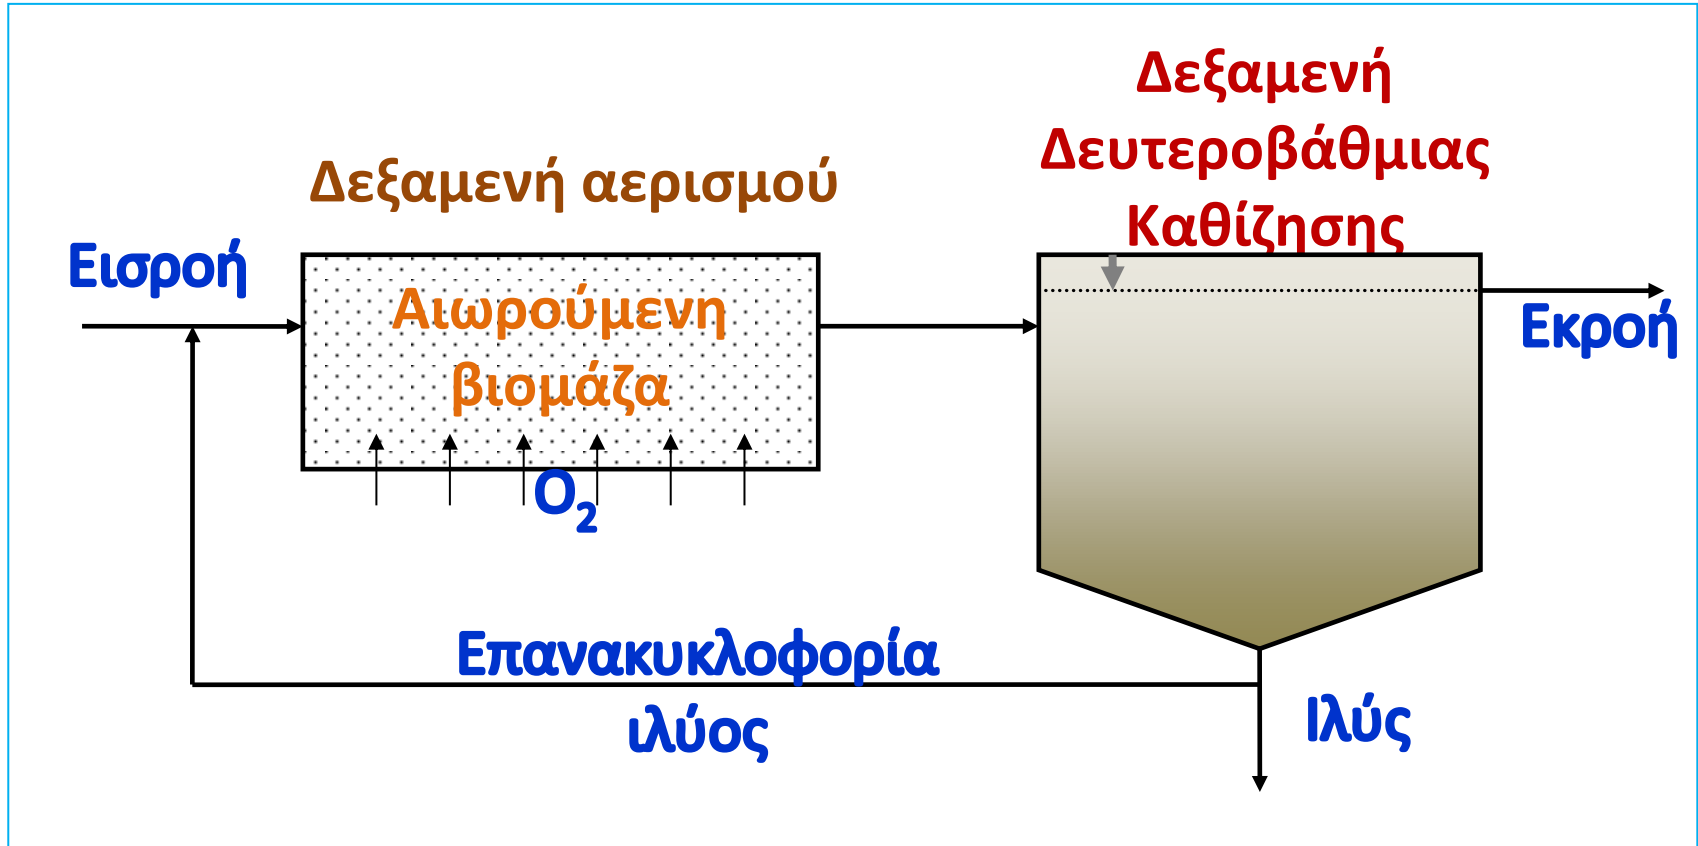 Δεξαμενή
Δευτεροβάθμιας
Καθίζησης
Δεξαμενή αερισμού
Εισροή
Αιωρούμενη
βιομάζα
Εκροή
O₂
Επανακυκλοφορία
ιλύος
Ιλύς